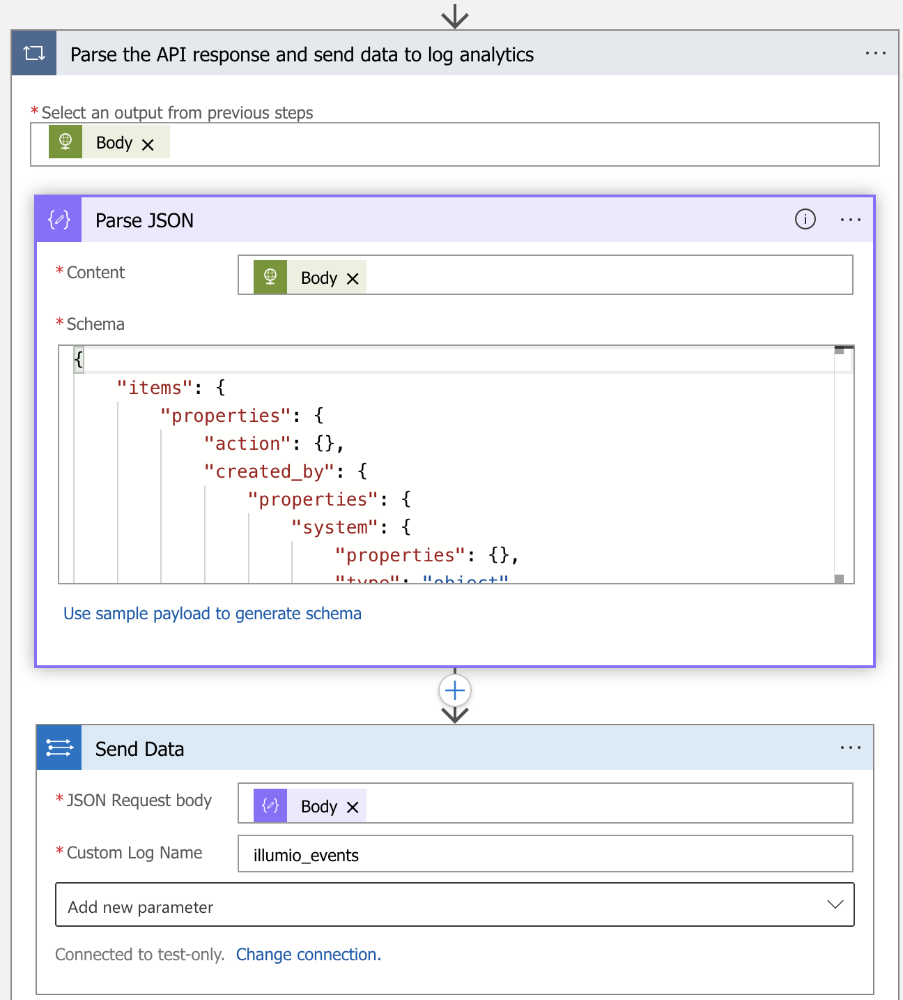 Parse the API response and send data to log analytics
* Select an output from previous steps
Body
Parse JSON
* Content
Body
* Schema
{
"items": {
"properties": {
"action": {},
"created_by": {
"properties": {
"system": {
"properties": {},
"type": "object"
Use sample payload to generate schema
Send Data
* JSON Request body
Body
* Custom Log Name
illumio_events
Add new parameter
Connected to test-only. Change connection.